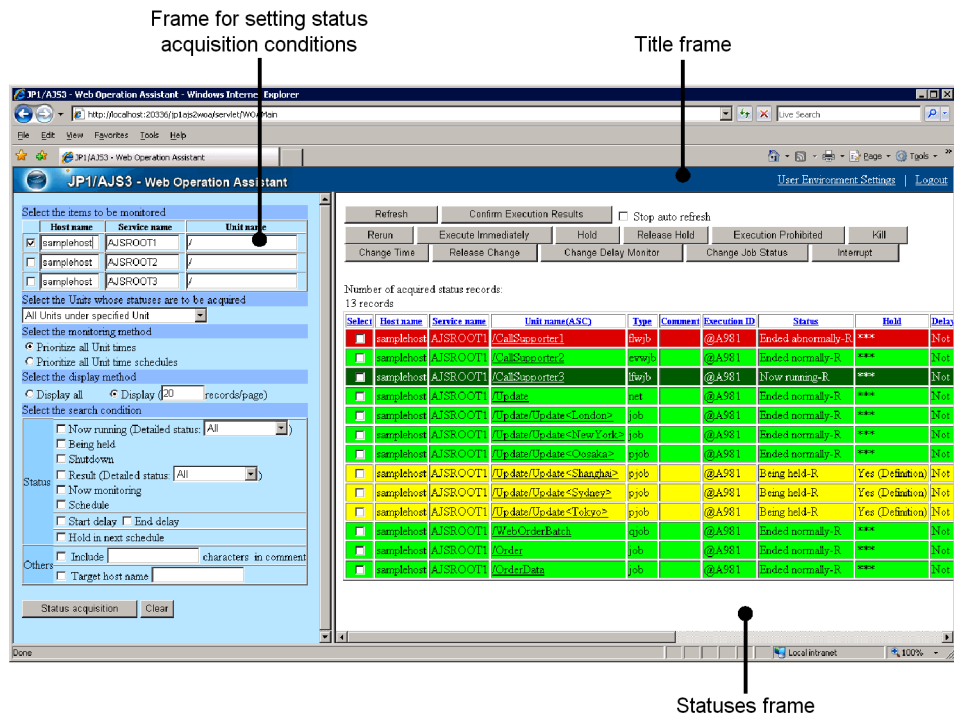 Frame for setting status
acquisition conditions
Title frame
JP1/AJS3 - Web Operation Assistant - Windows Internet Explorer
http://localhost:20336/jp1ajs2woa/servlet/WOAMain
Live Search
File Edit View Favorites Tools Help
JP1/AJS3 - Web Operation Assistant
Page Tools
JP1/AJS3 - Web Operation Assistant
User Environment Settings | Logout
Select the items to be monitored
Host name Service name Unit name
samplehost AJSROOT1 /
samplehost AJSROOT2 /
samplehost AJSROOT3 /
Select the Units whose statuses are to be acquired
All Units under specified Unit
Select the monitoring method
Prioritize all Unit times
Prioritize all Unit time schedules
Select the display method
Display all Display (20 records/page)
Select the search condition
Status
Now running (Detailed status: All )
Being held
Shutdown
Result (Detailed status: All )
Now monitoring
Schedule
Start delay End delay
Hold in next schedule
Others
Include characters in comment
Target host name
Status acquisition Clear
Refresh Confirm Execution Results Stop auto refresh
Rerun Execute Immediately Hold Release Hold Execution Prohibited Kill
Change Time Release Change Change Delay Monitor Change Job Status Interrupt
Number of acquired status records:
13 records
Select Host name Service name Unit name(ASC) Type Comment Execution ID Status Hold Delay
samplehost AJSROOT1 /CallSupporter1 flwjb @A981 Ended abnormally-R *** Not
samplehost AJSROOT1 /CallSupporter2 evwjb @A981 Ended normally-R *** Not
samplehost AJSROOT1 /CallSupporter3 lfwjb @A981 Now running-R *** Not
samplehost AJSROOT1 /Update net @A981 Ended normally-R *** Not
samplehost AJSROOT1 /Update/Update<London> job @A981 Ended normally-R *** Not
samplehost AJSROOT1 /Update/Update<NewYork> job @A981 Ended normally-R *** Not
samplehost AJSROOT1 /Update/Update<Oosaka> pjob @A981 Ended normally-R *** Not
samplehost AJSROOT1 /Update/Update<Shanghai> pjob @A981 Being held-R Yes (Definition) Not
samplehost AJSROOT1 /Update/Update<Sydney> pjob @A981 Being held-R Yes (Definition) Not
samplehost AJSROOT1 /Update/Update<Tokyo> pjob @A981 Being held-R Yes (Definition) Not
samplehost AJSROOT1 /WebOrderBatch qjob @A981 Ended normally-R *** Not
samplehost AJSROOT1 /Order job @A981 Ended normally-R *** Not
samplehost AJSROOT1 /OrderData job @A981 Ended normally-R *** Not
Done Local intranet 100%
Statuses frame